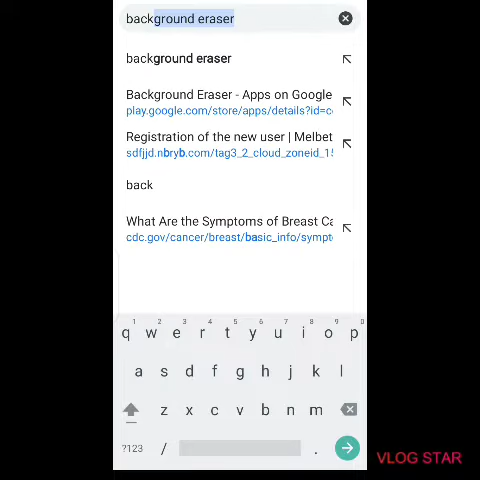 background eraser
background eraser
Background Eraser - Apps on Google
play.google.com/store/apps/details?id=c
Registration of the new user | Melbet
sdfjjd.nbryb.com/tag3_2_cloud_zoneid_15
back
What Are the Symptoms of Breast Ca
cdc.gov/cancer/breast/basic_info/sympt
1 2 3 4 5 6 7 8 9 0
q w e r t y u i o p
a s d f g h j k l
z x c v b n m
?123 / .
VLOG STAR